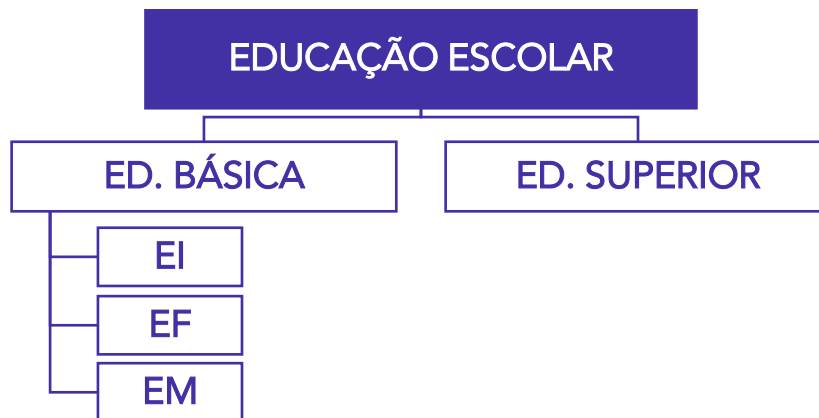 EDUCAÇÃO ESCOLAR
ED. BÁSICA
ED. SUPERIOR
EI
EF
EM